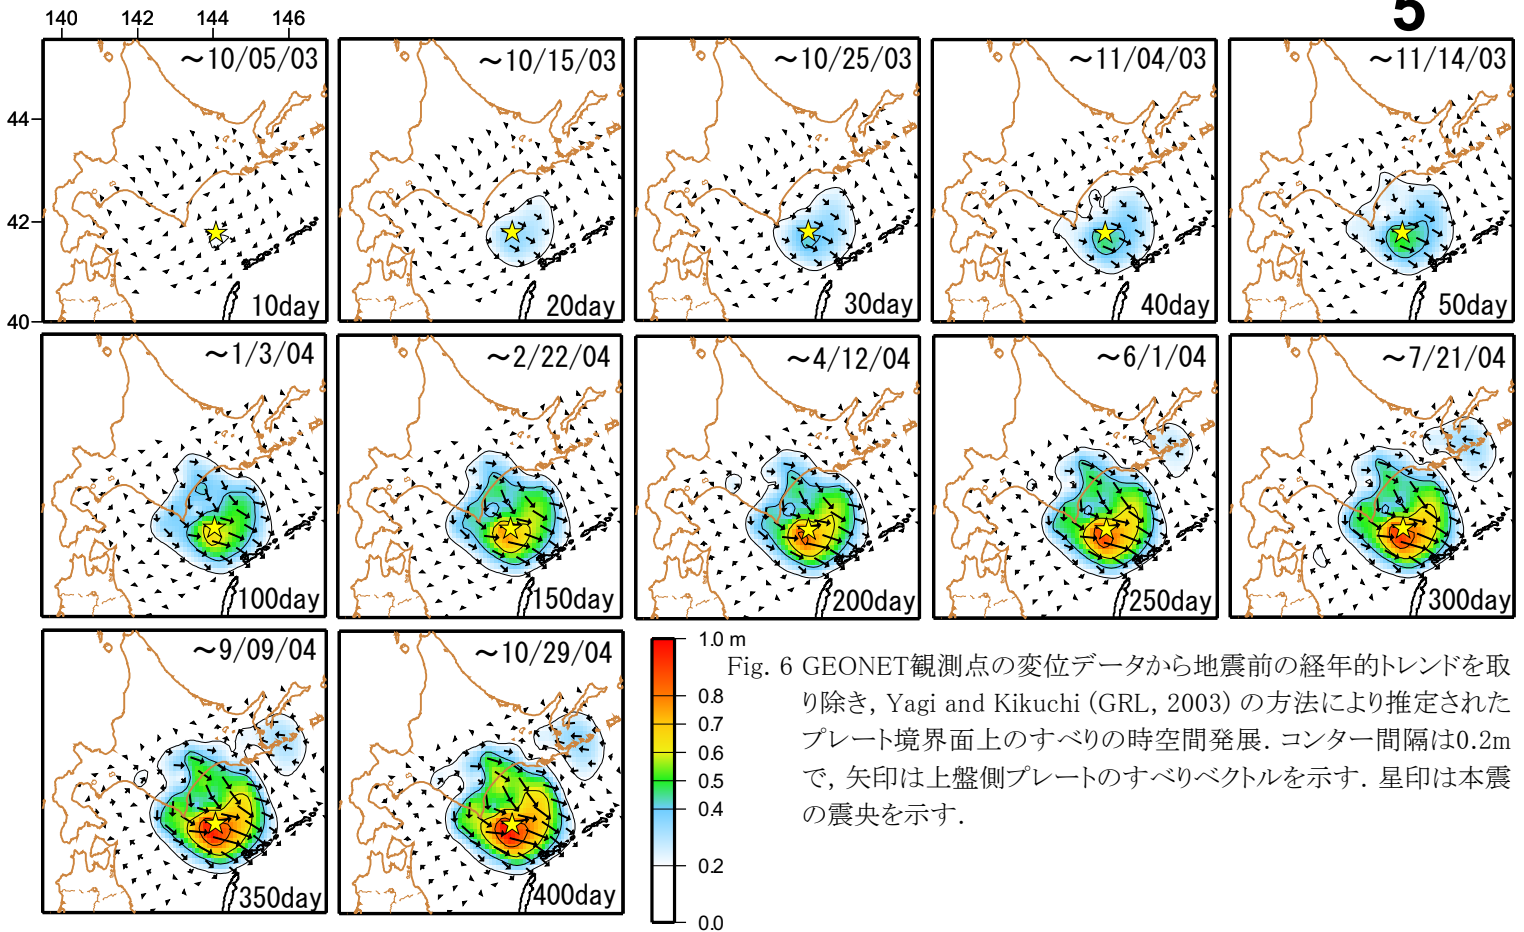 5
140 142 144 146
44
42
40
～10/05/03
10day
～10/15/03
20day
～10/25/03
30day
～11/04/03
40day
～11/14/03
50day
～1/3/04
100day
～2/22/04
150day
～4/12/04
200day
～6/1/04
250day
～7/21/04
300day
～9/09/04
350day
～10/29/04
400day
1.0 m
0.8
0.7
0.6
0.5
0.4
0.2
0.0
Fig. 6 GEONET観測点の変位データから地震前の経年的トレンドを取
り除き, Yagi and Kikuchi (GRL, 2003) の方法により推定された
プレート境界面上のすべりの時空間発展. コンター間隔は0.2m
で, 矢印は上盤側プレートのすべりベクトルを示す. 星印は本震
の震央を示す.